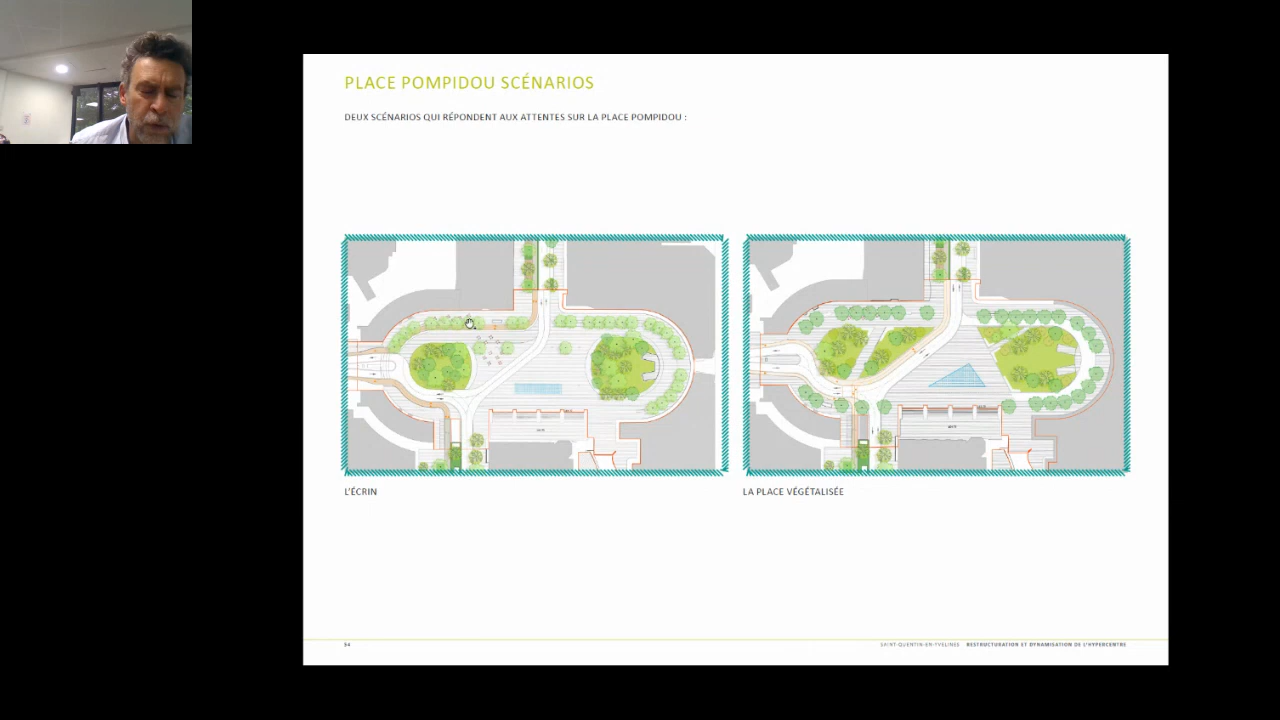 PLACE POMPIDOU SCÉNARIOS
DEUX SCÉNARIOS QUI RÉPONDENT AUX ATTENTES SUR LA PLACE POMPIDOU :
L'ÉCRIN
LA PLACE VÉGÉTALISÉE
54
SAINT-QUENTIN-EN-YVELINES RESTRUCTURATION ET DYNAMISATION DE L'HYPERCENTRE